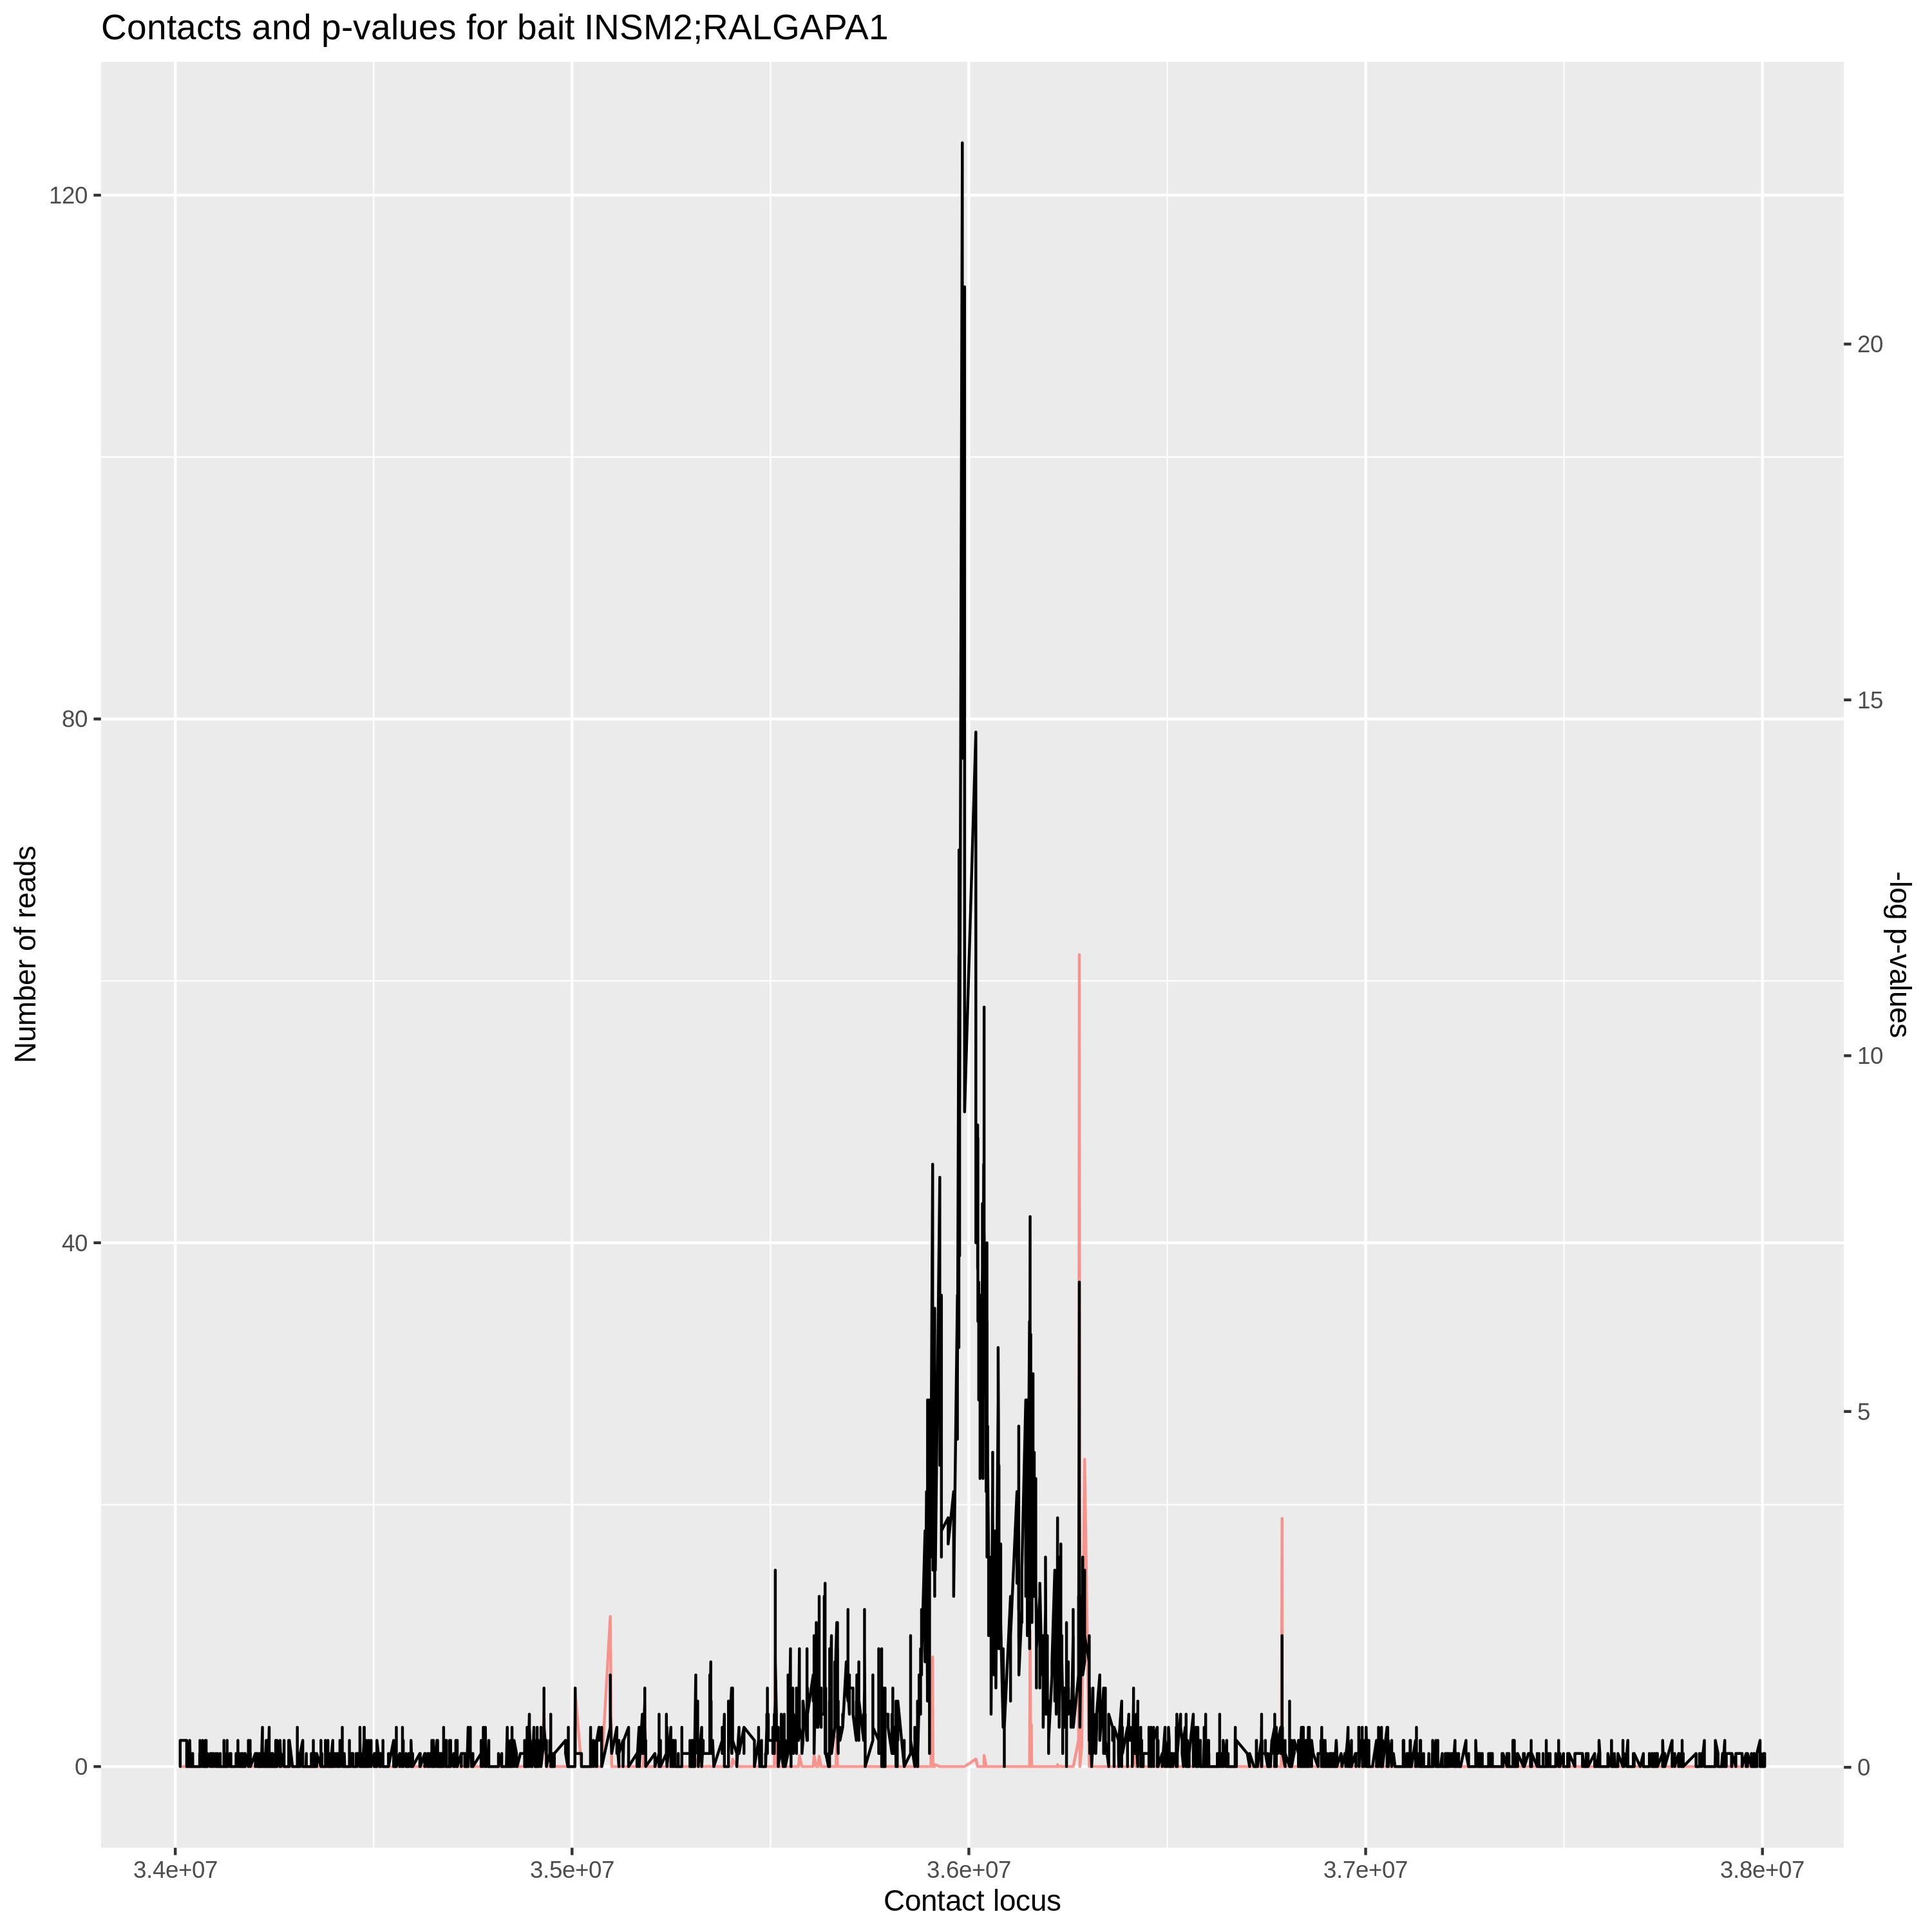 Contacts and p-values for bait INSM2;RALGAPA1
120
80
40
0
Number of reads
20
15
10
5
0
-log p-values
3.4e+07
3.5e+07
3.6e+07
3.7e+07
3.8e+07
Contact locus